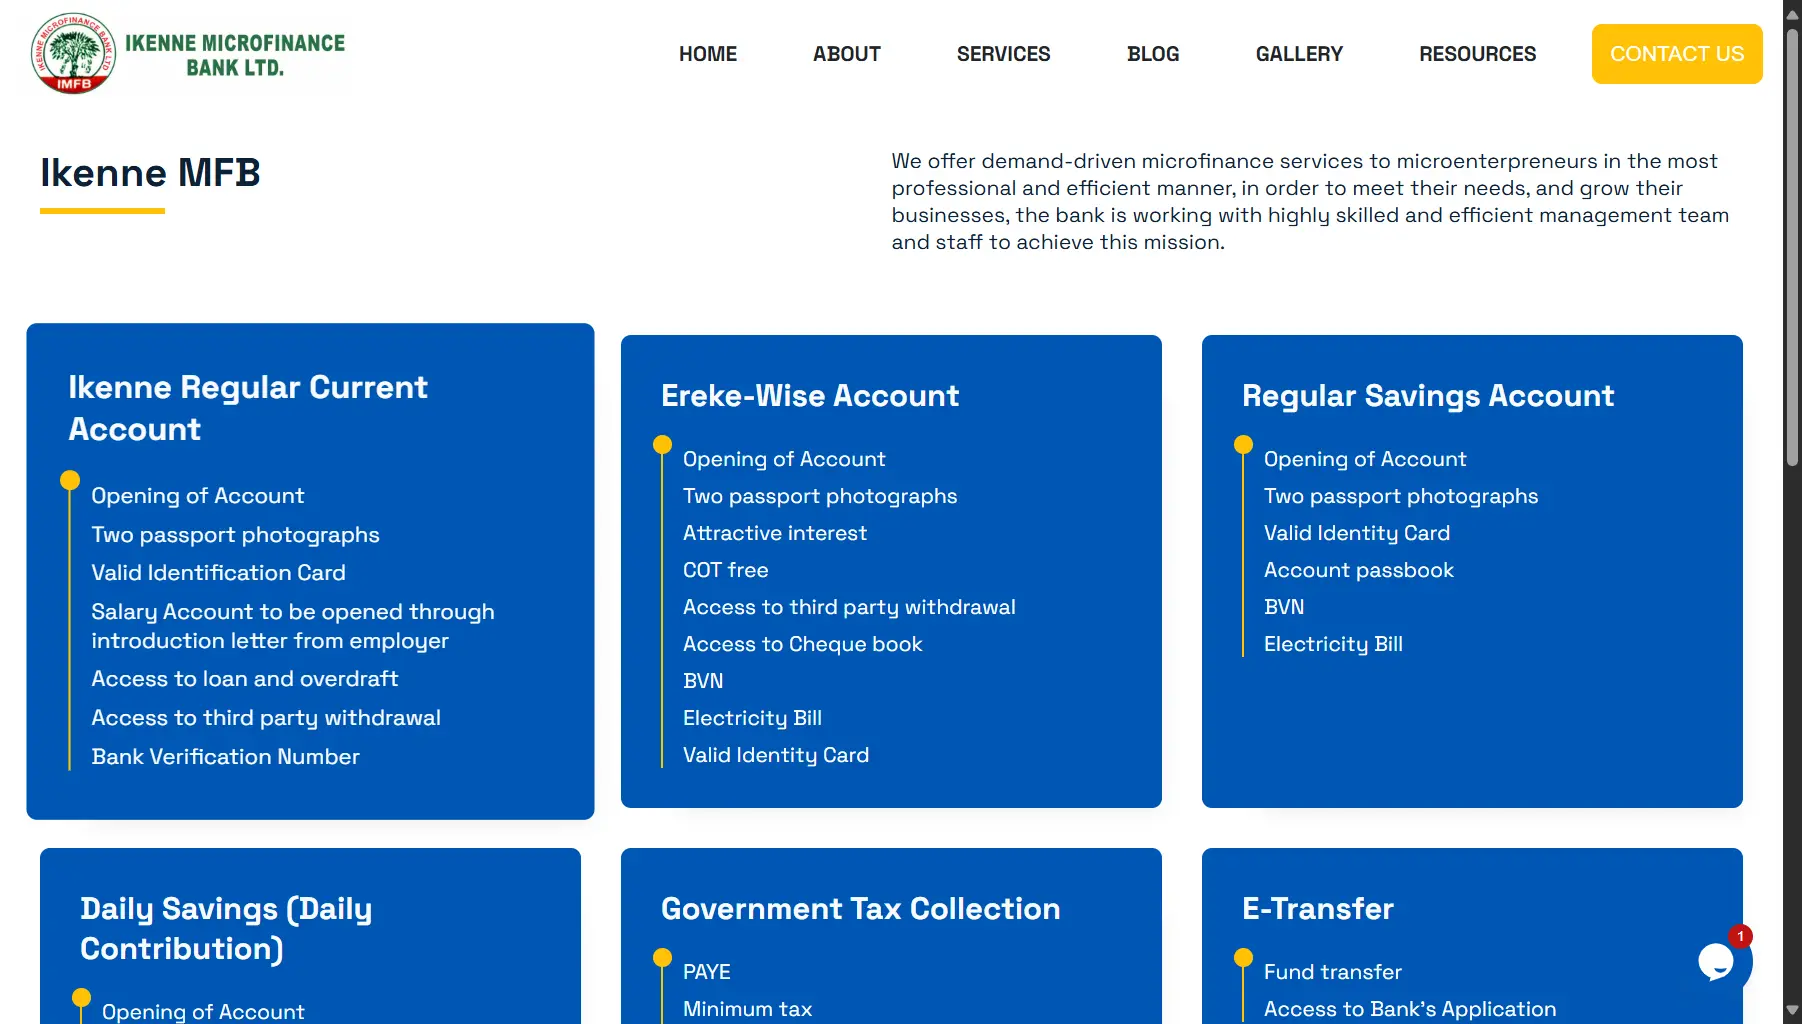 IKENNE MICROFINANCE BANK LTD
IMFB
IKENNE MICROFINANCE
BANK LTD.
HOME
ABOUT
SERVICES
BLOG
GALLERY
RESOURCES
CONTACT US
Ikenne MFB
We offer demand-driven microfinance services to microenterpreneurs in the most
professional and efficient manner, in order to meet their needs, and grow their
businesses, the bank is working with highly skilled and efficient management team
and staff to achieve this mission.
Ikenne Regular Current
Account
Opening of Account
Two passport photographs
Valid Identification Card
Salary Account to be opened through
introduction letter from employer
Access to loan and overdraft
Access to third party withdrawal
Bank Verification Number
Ereke-Wise Account
Opening of Account
Two passport photographs
Attractive interest
COT free
Access to third party withdrawal
Access to Cheque book
BVN
Electricity Bill
Valid Identity Card
Regular Savings Account
Opening of Account
Two passport photographs
Valid Identity Card
Account passbook
BVN
Electricity Bill
Daily Savings (Daily
Contribution)
Opening of Account
Government Tax Collection
PAYE
Minimum tax
E-Transfer
Fund transfer
Access to Bank's Application
1